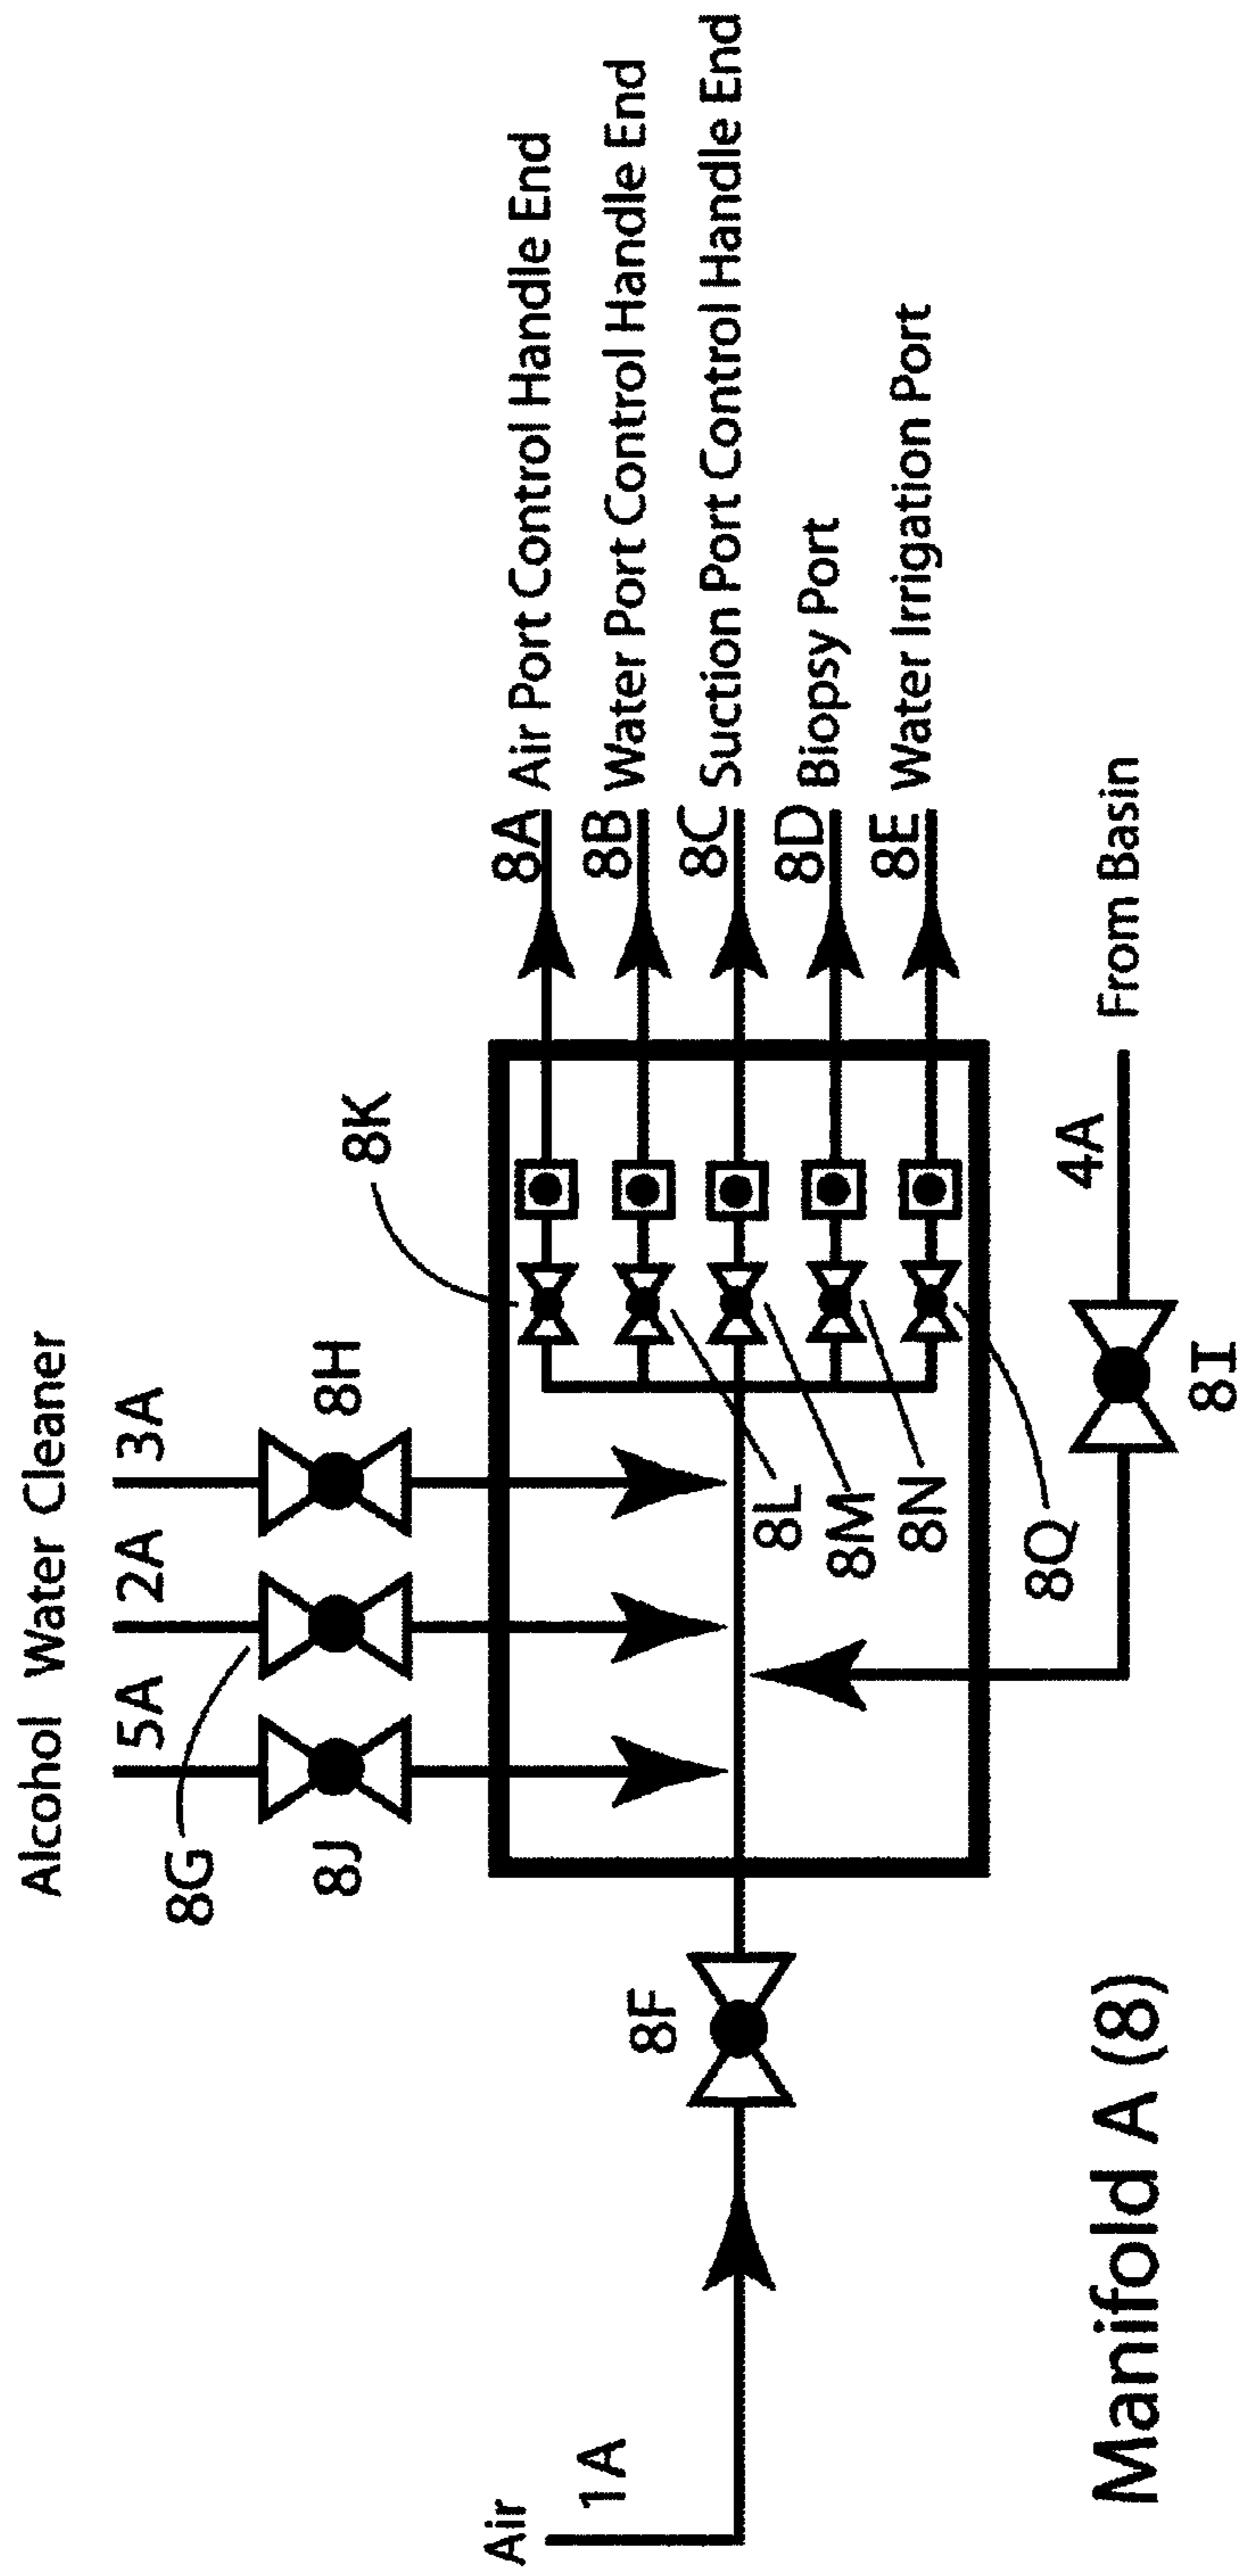 Alcohol Water Cleaner
5A
2A
3A
8G
8J
8H
8K
Air
1A
8F
8A Air Port Control Handle End
8B Water Port Control Handle End
8C Suction Port Control Handle End
8D Biopsy Port
8E Water Irrigation Port
8L
8M
8N
8Q
4A
From Basin
8I
Manifold A (8)